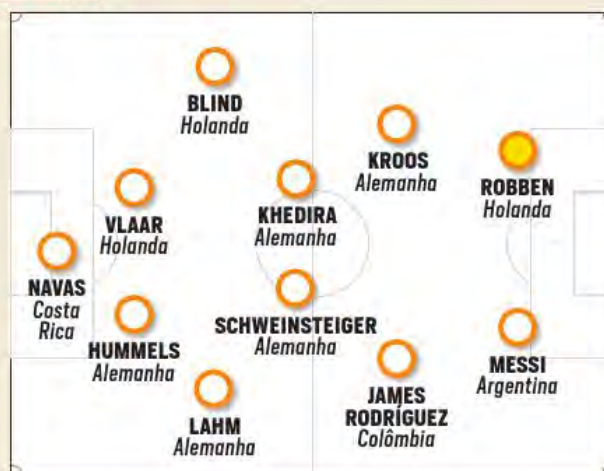 BLIND
Holanda
KROOS
Alemanha
ROBBEN
Holanda
VLAAR
Holanda
KHEDIRA
Alemanha
NAVAS
Costa
Rica
HUMMELS
Alemanha
SCHWEINSTEIGER
Alemanha
MESSI
Argentina
LAHM
Alemanha
JAMES
RODRÍGUEZ
Colômbia